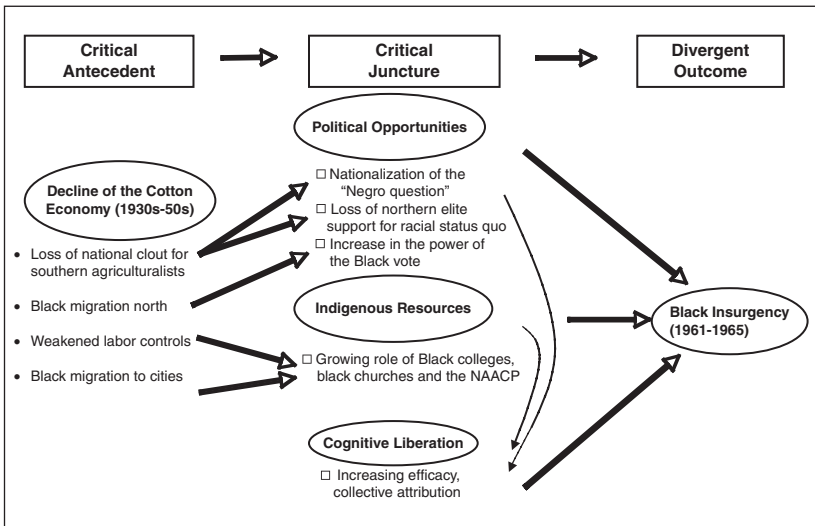 Critical
Antecedent
Critical
Juncture
Divergent
Outcome
Political Opportunities
□ Nationalization of the
“Negro question”
□ Loss of northern elite
support for racial status quo
□ Increase in the power of
the Black vote
Decline of the Cotton
Economy (1930s-50s)
• Loss of national clout for
southern agriculturalists
• Black migration north
• Weakened labor controls
• Black migration to cities
Indigenous Resources
□ Growing role of Black colleges,
black churches and the NAACP
Cognitive Liberation
□ Increasing efficacy,
collective attribution
Black Insurgency
(1961-1965)